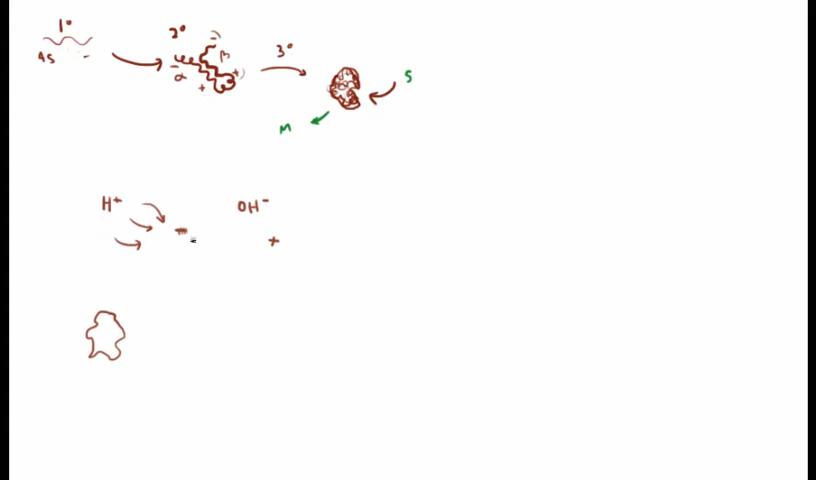 1° 2° 3°
AS - - α + β + -
S
M
H+ OH-
- +